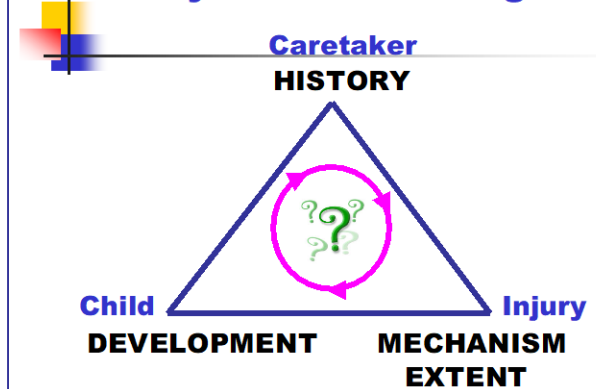 Caretaker
HISTORY
? ? ? ? ?
Child
Injury
DEVELOPMENT
MECHANISM
EXTENT